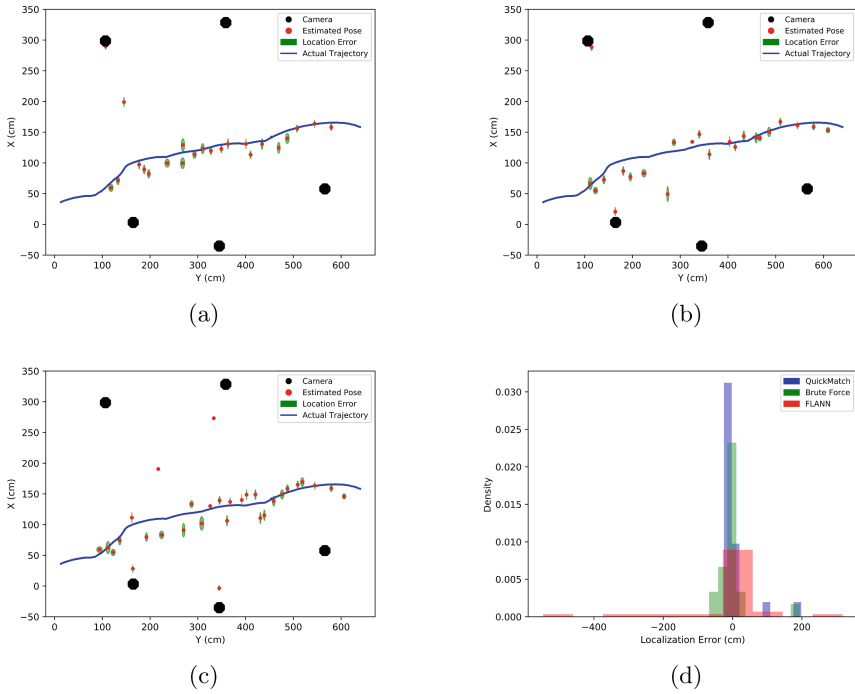 350
300
250
200
150
100
50
0
−50
X (cm)
0 100 200 300 400 500 600
Y (cm)
Camera
Estimated Pose
Location Error
Actual Trajectory
(a)
350
300
250
200
150
100
50
0
−50
X (cm)
0 100 200 300 400 500 600
Y (cm)
Camera
Estimated Pose
Location Error
Actual Trajectory
(b)
350
300
250
200
150
100
50
0
−50
X (cm)
0 100 200 300 400 500 600
Y (cm)
Camera
Estimated Pose
Location Error
Actual Trajectory
(c)
0.030
0.025
0.020
0.015
0.010
0.005
0.000
Density
−400 −200 0 200
Localization Error (cm)
QuickMatch
Brute Force
FLANN
(d)